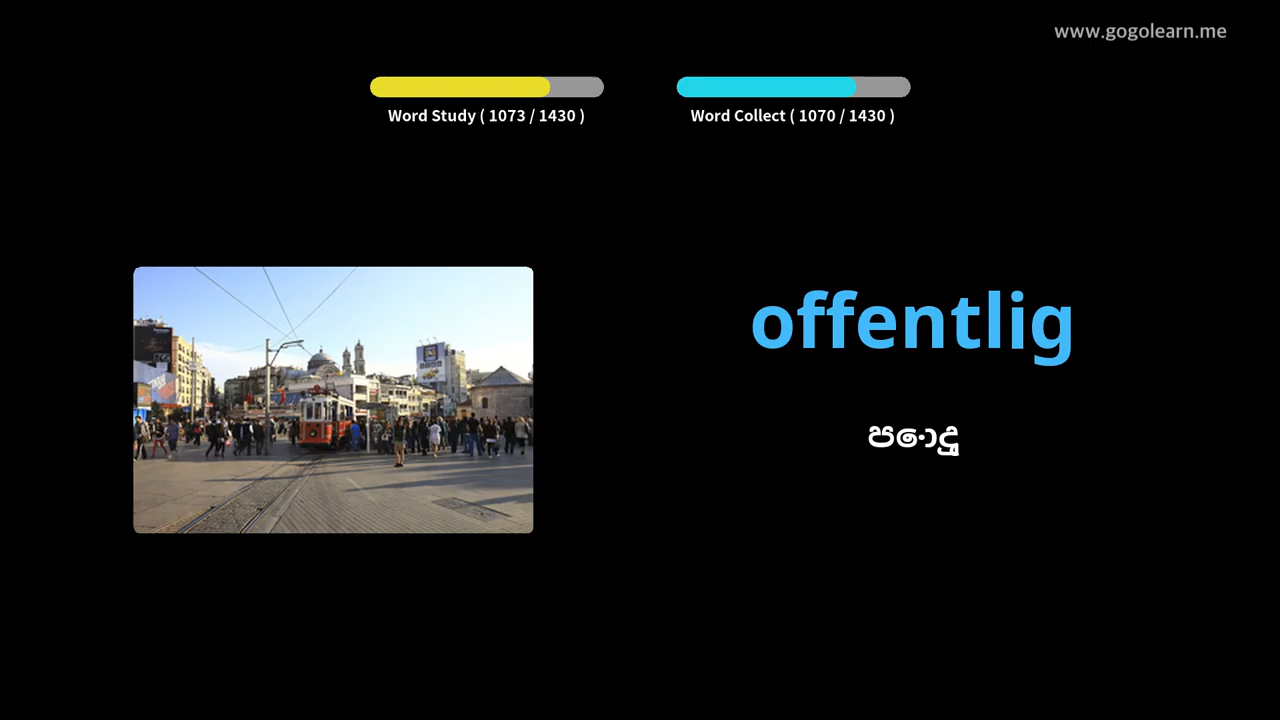 www.gogolearn.me
Word Study ( 1073 / 1430 )
Word Collect ( 1070 / 1430 )
offentlig
පොදු